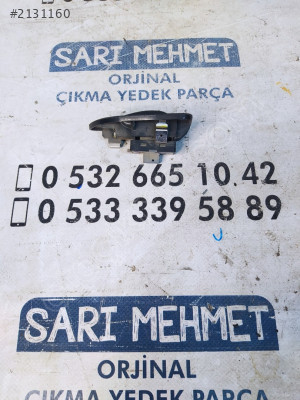 #2131160
SARI MEHMET
ORJİNAL
ÇIKMA YEDEK PARÇA
0 532 665 10.42
0 533 339 58 89
SARI MEHMET
ORJİNAL
ÇIKMA YEDEK PARÇA